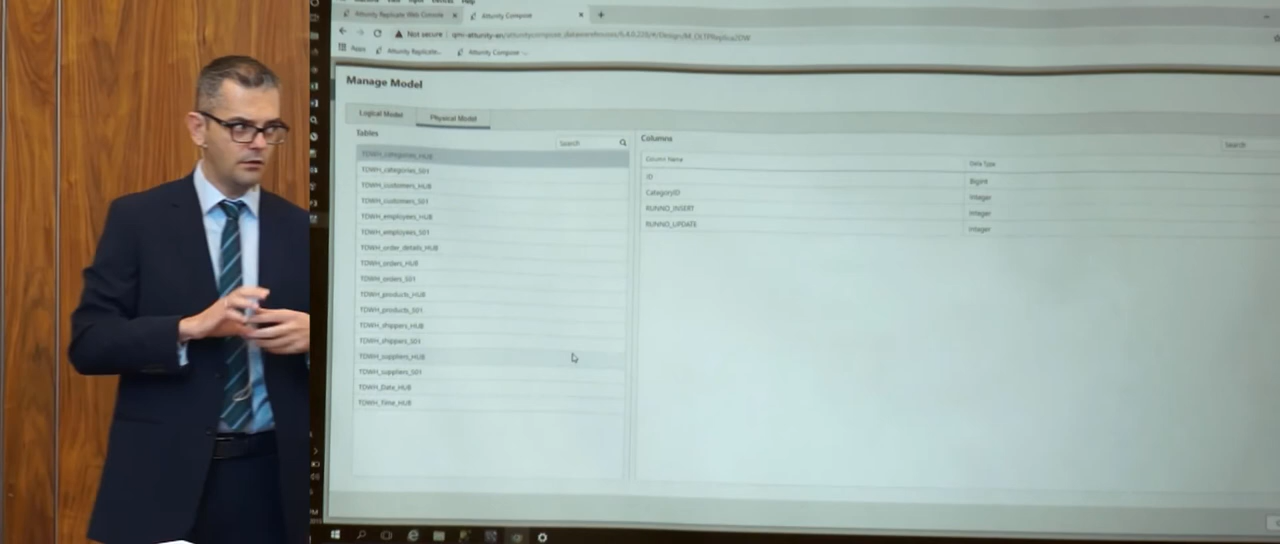 Help
Attunity Replicate Web Console
Attunity Compose
Not secure
Apps
Attunity Replicate...
Attunity Compose
Manage Model
Logical Model
Physical Model
Tables
Search
Columns
Search
Column Name
Data Type
TDWH_categories_HUB
ID
Bigint
TDWH_categories_S01
CategoryID
Integer
TDWH_customers_HUB
RUNNO_INSERT
Integer
TDWH_customers_S01
RUNNO_UPDATE
Integer
TDWH_employees_HUB
TDWH_employees_S01
TDWH_order_details_HUB
TDWH_orders_HUB
TDWH_orders_S01
TDWH_products_HUB
TDWH_products_S01
TDWH_shippers_HUB
TDWH_shippers_S01
TDWH_suppliers_HUB
TDWH_suppliers_S01
TDWH_Date_HUB
TDWH_Time_HUB